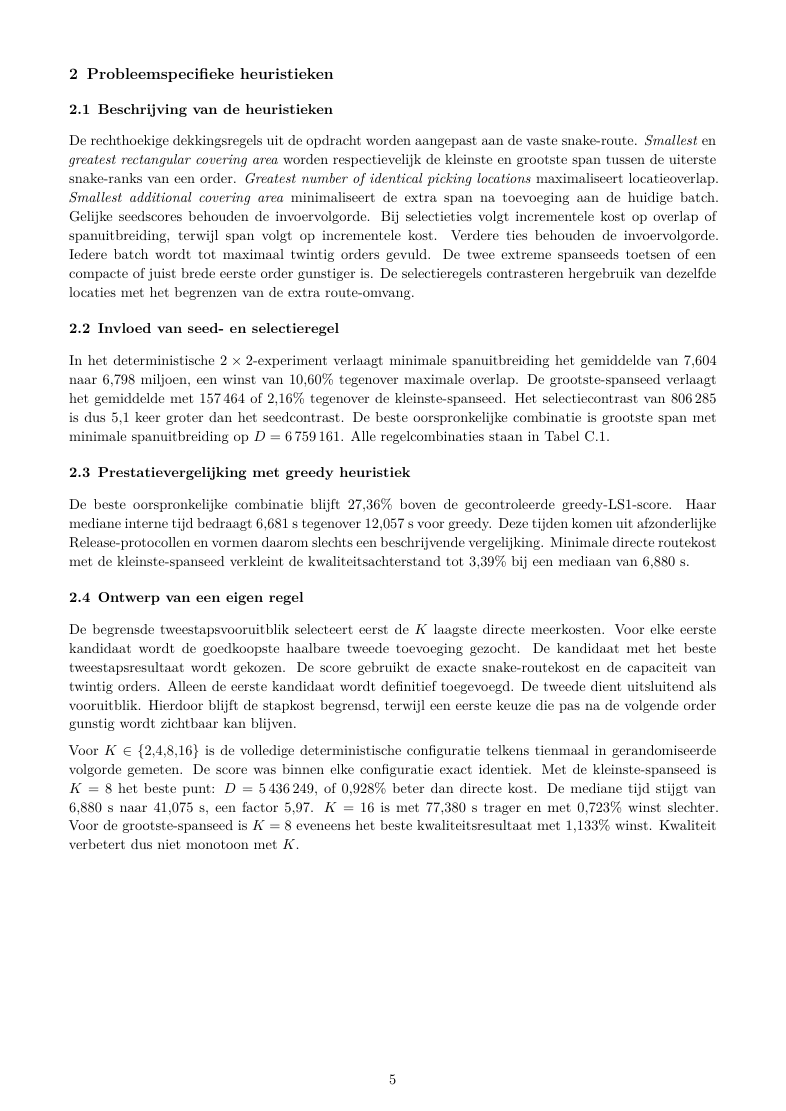 2 Probleemspecifieke heuristieken
2.1 Beschrijving van de heuristieken
De rechthoekige dekkingsregels uit de opdracht worden aangepast aan de vaste snake-route. Smallest en
greatest rectangular covering area worden respectievelijk de kleinste en grootste span tussen de uiterste
snake-ranks van een order. Greatest number of identical picking locations maximaliseert locatieoverlap.
Smallest additional covering area minimaliseert de extra span na toevoeging aan de huidige batch.
Gelijke seedscores behouden de invoervolgorde. Bij selectieties volgt incrementele kost op overlap of
spanuitbreiding, terwijl span volgt op incrementele kost. Verdere ties behouden de invoervolgorde.
Iedere batch wordt tot maximaal twintig orders gevuld. De twee extreme spanseeds toetsen of een
compacte of juist brede eerste order gunstiger is. De selectieregels contrasteren hergebruik van dezelfde
locaties met het begrenzen van de extra route-omvang.
2.2 Invloed van seed- en selectieregel
In het deterministische 2 × 2-experiment verlaagt minimale spanuitbreiding het gemiddelde van 7,604
naar 6,798 miljoen, een winst van 10,60% tegenover maximale overlap. De grootste-spanseed verlaagt
het gemiddelde met 157 464 of 2,16% tegenover de kleinste-spanseed. Het selectiecontrast van 806 285
is dus 5,1 keer groter dan het seedcontrast. De beste oorspronkelijke combinatie is grootste span met
minimale spanuitbreiding op D = 6 759 161. Alle regelcombinaties staan in Tabel C.1.
2.3 Prestatievergelijking met greedy heuristiek
De beste oorspronkelijke combinatie blijft 27,36% boven de gecontroleerde greedy-LS1-score. Haar
mediane interne tijd bedraagt 6,681 s tegenover 12,057 s voor greedy. Deze tijden komen uit afzonderlijke
Release-protocollen en vormen daarom slechts een beschrijvende vergelijking. Minimale directe routekost
met de kleinste-spanseed verkleint de kwaliteitsachterstand tot 3,39% bij een mediaan van 6,880 s.
2.4 Ontwerp van een eigen regel
De begrensde tweestapsvooruitblik selecteert eerst de K laagste directe meerkosten. Voor elke eerste
kandidaat wordt de goedkoopste haalbare tweede toevoeging gezocht. De kandidaat met het beste
tweestapsresultaat wordt gekozen. De score gebruikt de exacte snake-routekost en de capaciteit van
twintig orders. Alleen de eerste kandidaat wordt definitief toegevoegd. De tweede dient uitsluitend als
vooruitblik. Hierdoor blijft de stapkost begrensd, terwijl een eerste keuze die pas na de volgende order
gunstig wordt zichtbaar kan blijven.
Voor K ∈ {2,4,8,16} is de volledige deterministische configuratie telkens tienmaal in gerandomiseerde
volgorde gemeten. De score was binnen elke configuratie exact identiek. Met de kleinste-spanseed is
K = 8 het beste punt: D = 5 436 249, of 0,928% beter dan directe kost. De mediane tijd stijgt van
6,880 s naar 41,075 s, een factor 5,97. K = 16 is met 77,380 s trager en met 0,723% winst slechter.
Voor de grootste-spanseed is K = 8 eveneens het beste kwaliteitsresultaat met 1,133% winst. Kwaliteit
verbetert dus niet monotoon met K.
5